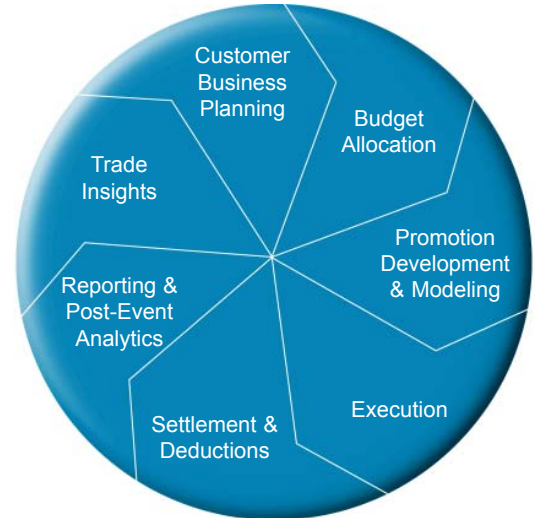 Customer
Business
Planning
Budget
Allocation
Promotion
Development
& Modeling
Execution
Settlement &
Deductions
Reporting &
Post-Event
Analytics
Trade
Insights